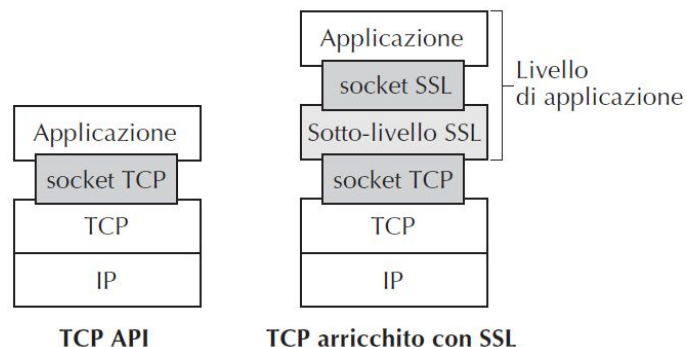 Applicazione
socket TCP
TCP
IP
TCP API
Applicazione
socket SSL
Sotto-livello SSL
socket TCP
TCP
IP
TCP arricchito con SSL
Livello
di applicazione